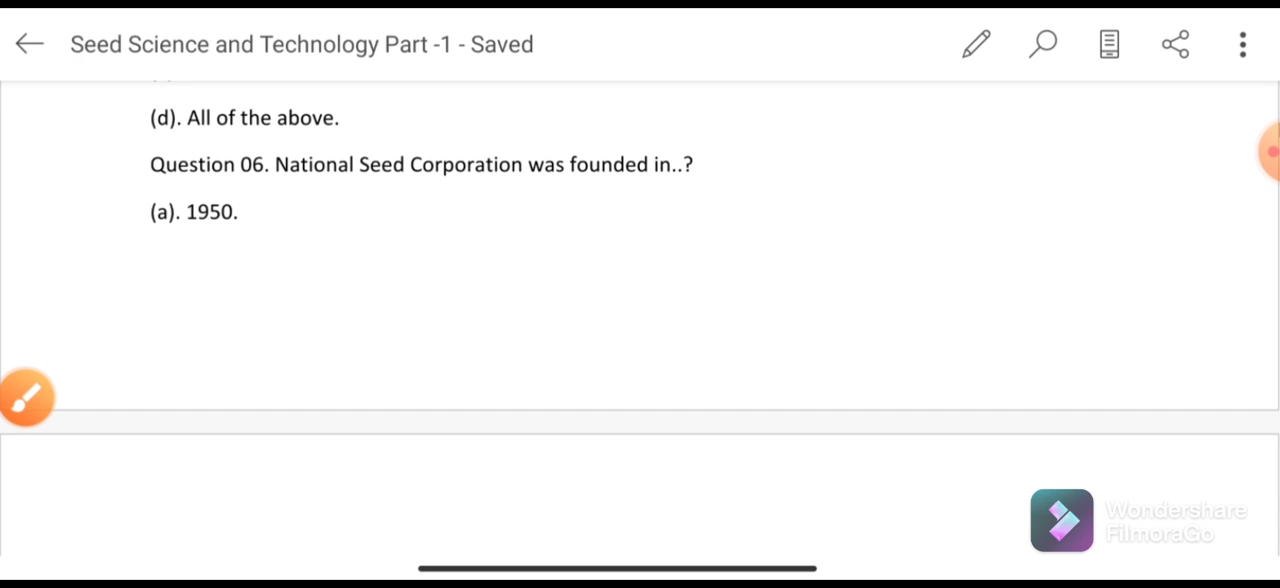 Seed Science and Technology Part -1 - Saved
(d). All of the above.
Question 06. National Seed Corporation was founded in..?
(a). 1950.
Wondershare
FilmoraGo